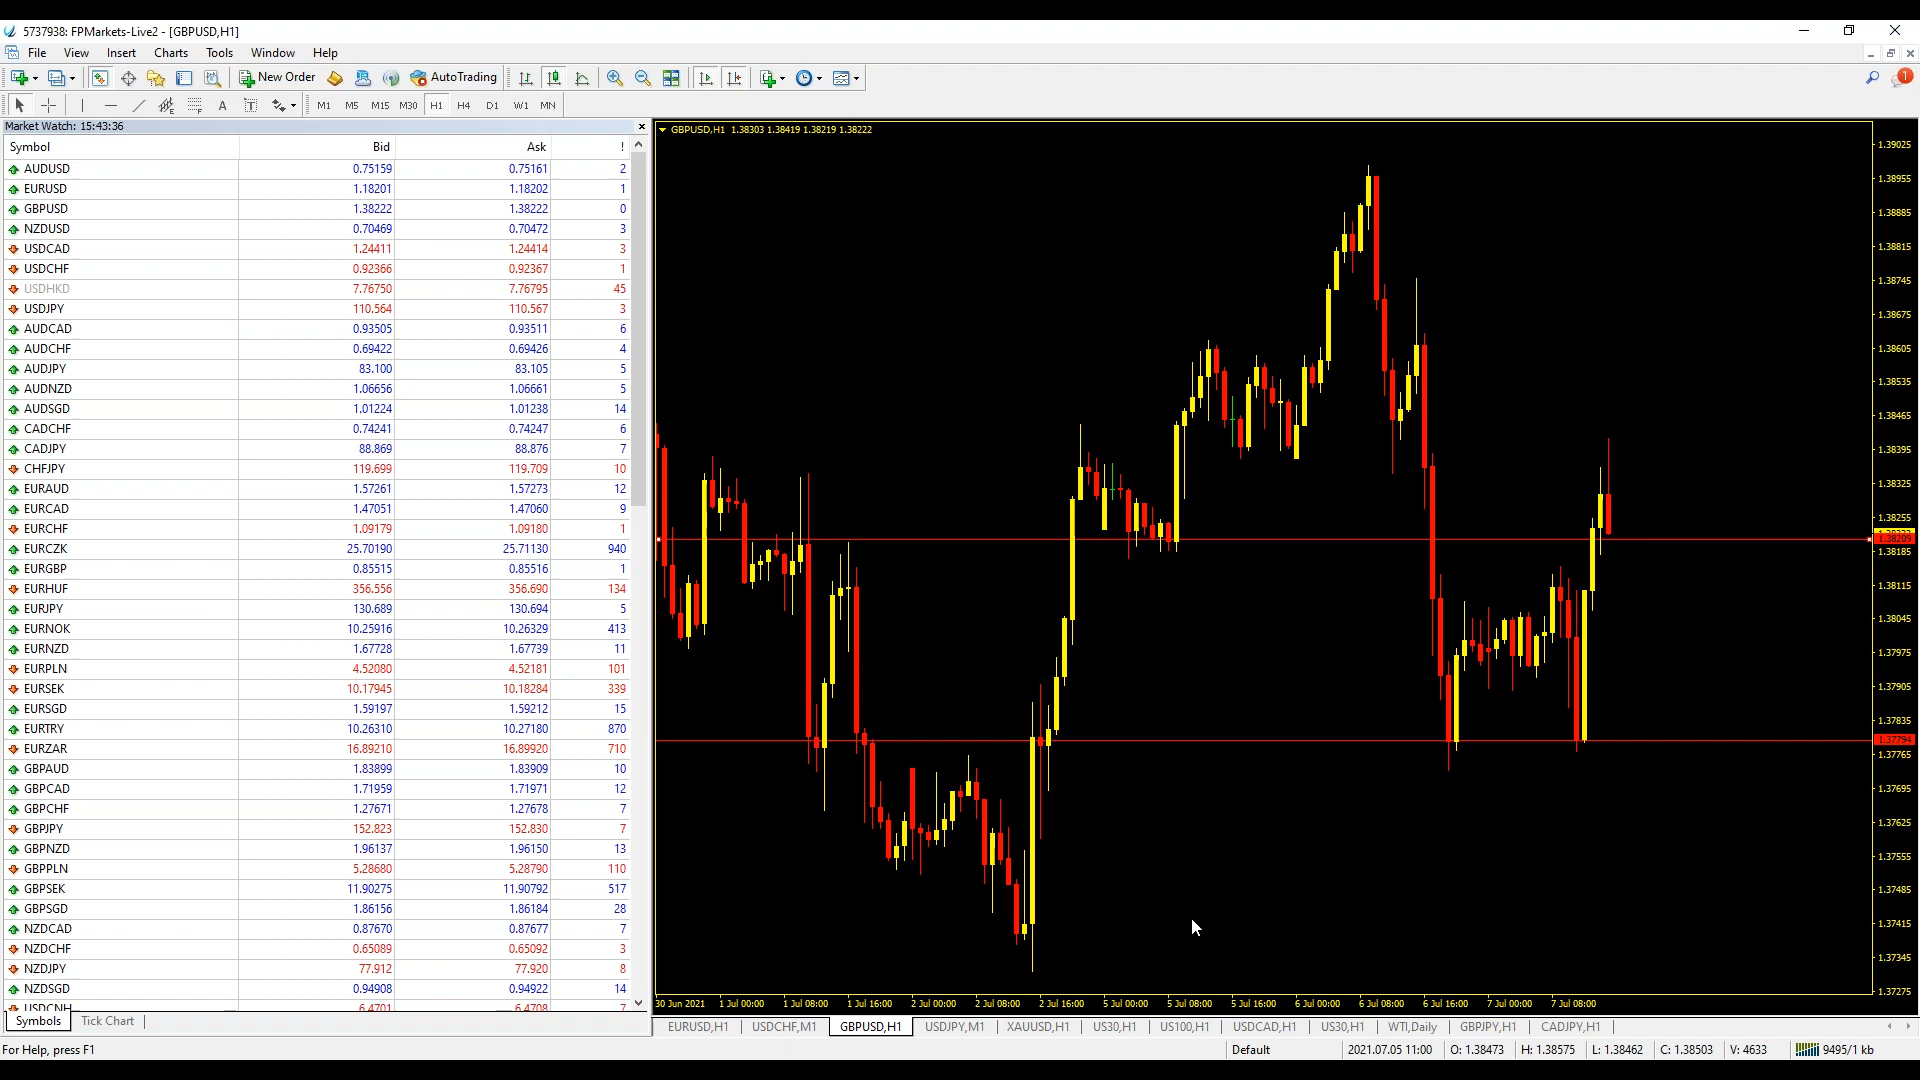 5737938: FPMarkets-Live2 - [GBPUSD,H1]
File View Insert Charts Tools Window Help
New Order AutoTrading 1
A T M1 M5 M15 M30 H1 H4 D1 W1 MN
Market Watch: 15:43:36
Symbol Bid Ask !
AUDUSD 0.75159 0.75161 2
EURUSD 1.18201 1.18202 1
GBPUSD 1.38222 1.38222 0
NZDUSD 0.70469 0.70472 3
USDCAD 1.24411 1.24414 3
USDCHF 0.92366 0.92367 1
USDHKD 7.76750 7.76795 45
USDJPY 110.564 110.567 3
AUDCAD 0.93505 0.93511 6
AUDCHF 0.69422 0.69426 4
AUDJPY 83.100 83.105 5
AUDNZD 1.06656 1.06661 5
AUDSGD 1.01224 1.01238 14
CADCHF 0.74241 0.74247 6
CADJPY 88.869 88.876 7
CHFJPY 119.699 119.709 10
EURAUD 1.57261 1.57273 12
EURCAD 1.47051 1.47060 9
EURCHF 1.09179 1.09180 1
EURCZK 25.70190 25.71130 940
EURGBP 0.85515 0.85516 1
EURHUF 356.556 356.690 134
EURJPY 130.689 130.694 5
EURNOK 10.25916 10.26329 413
EURNZD 1.67728 1.67739 11
EURPLN 4.52080 4.52181 101
EURSEK 10.17945 10.18284 339
EURSGD 1.59197 1.59212 15
EURTRY 10.26310 10.27180 870
EURZAR 16.89210 16.89920 710
GBPAUD 1.83899 1.83909 10
GBPCAD 1.71959 1.71971 12
GBPCHF 1.27671 1.27678 7
GBPJPY 152.823 152.830 7
GBPNZD 1.96137 1.96150 13
GBPPLN 5.28680 5.28790 110
GBPSEK 11.90275 11.90792 517
GBPSGD 1.86156 1.86184 28
NZDCAD 0.87670 0.87677 7
NZDCHF 0.65089 0.65092 3
NZDJPY 77.912 77.920 8
NZDSGD 0.94908 0.94922 14
USDCNH 6.4701 6.4708 7
Symbols Tick Chart
GBPUSD,H1 1.38303 1.38419 1.38219 1.38222
1.39025
1.38955
1.38885
1.38815
1.38745
1.38675
1.38605
1.38535
1.38465
1.38395
1.38325
1.38255
1.38209
1.38185
1.38115
1.38045
1.37975
1.37905
1.37835
1.37794
1.37765
1.37695
1.37625
1.37555
1.37485
1.37415
1.37345
1.37275
30 Jun 2021 1 Jul 00:00 1 Jul 08:00 1 Jul 16:00 2 Jul 00:00 2 Jul 08:00 2 Jul 16:00 5 Jul 00:00 5 Jul 08:00 5 Jul 16:00 6 Jul 00:00 6 Jul 08:00 6 Jul 16:00 7 Jul 00:00 7 Jul 08:00
EURUSD,H1 USDCHF,M1 GBPUSD,H1 USDJPY,M1 XAUUSD,H1 US30,H1 US100,H1 USDCAD,H1 US30,H1 WTI,Daily GBPJPY,H1 CADJPY,H1
For Help, press F1 Default 2021.07.05 11:00 O: 1.38473 H: 1.38575 L: 1.38462 C: 1.38503 V: 4633 9495/1 kb